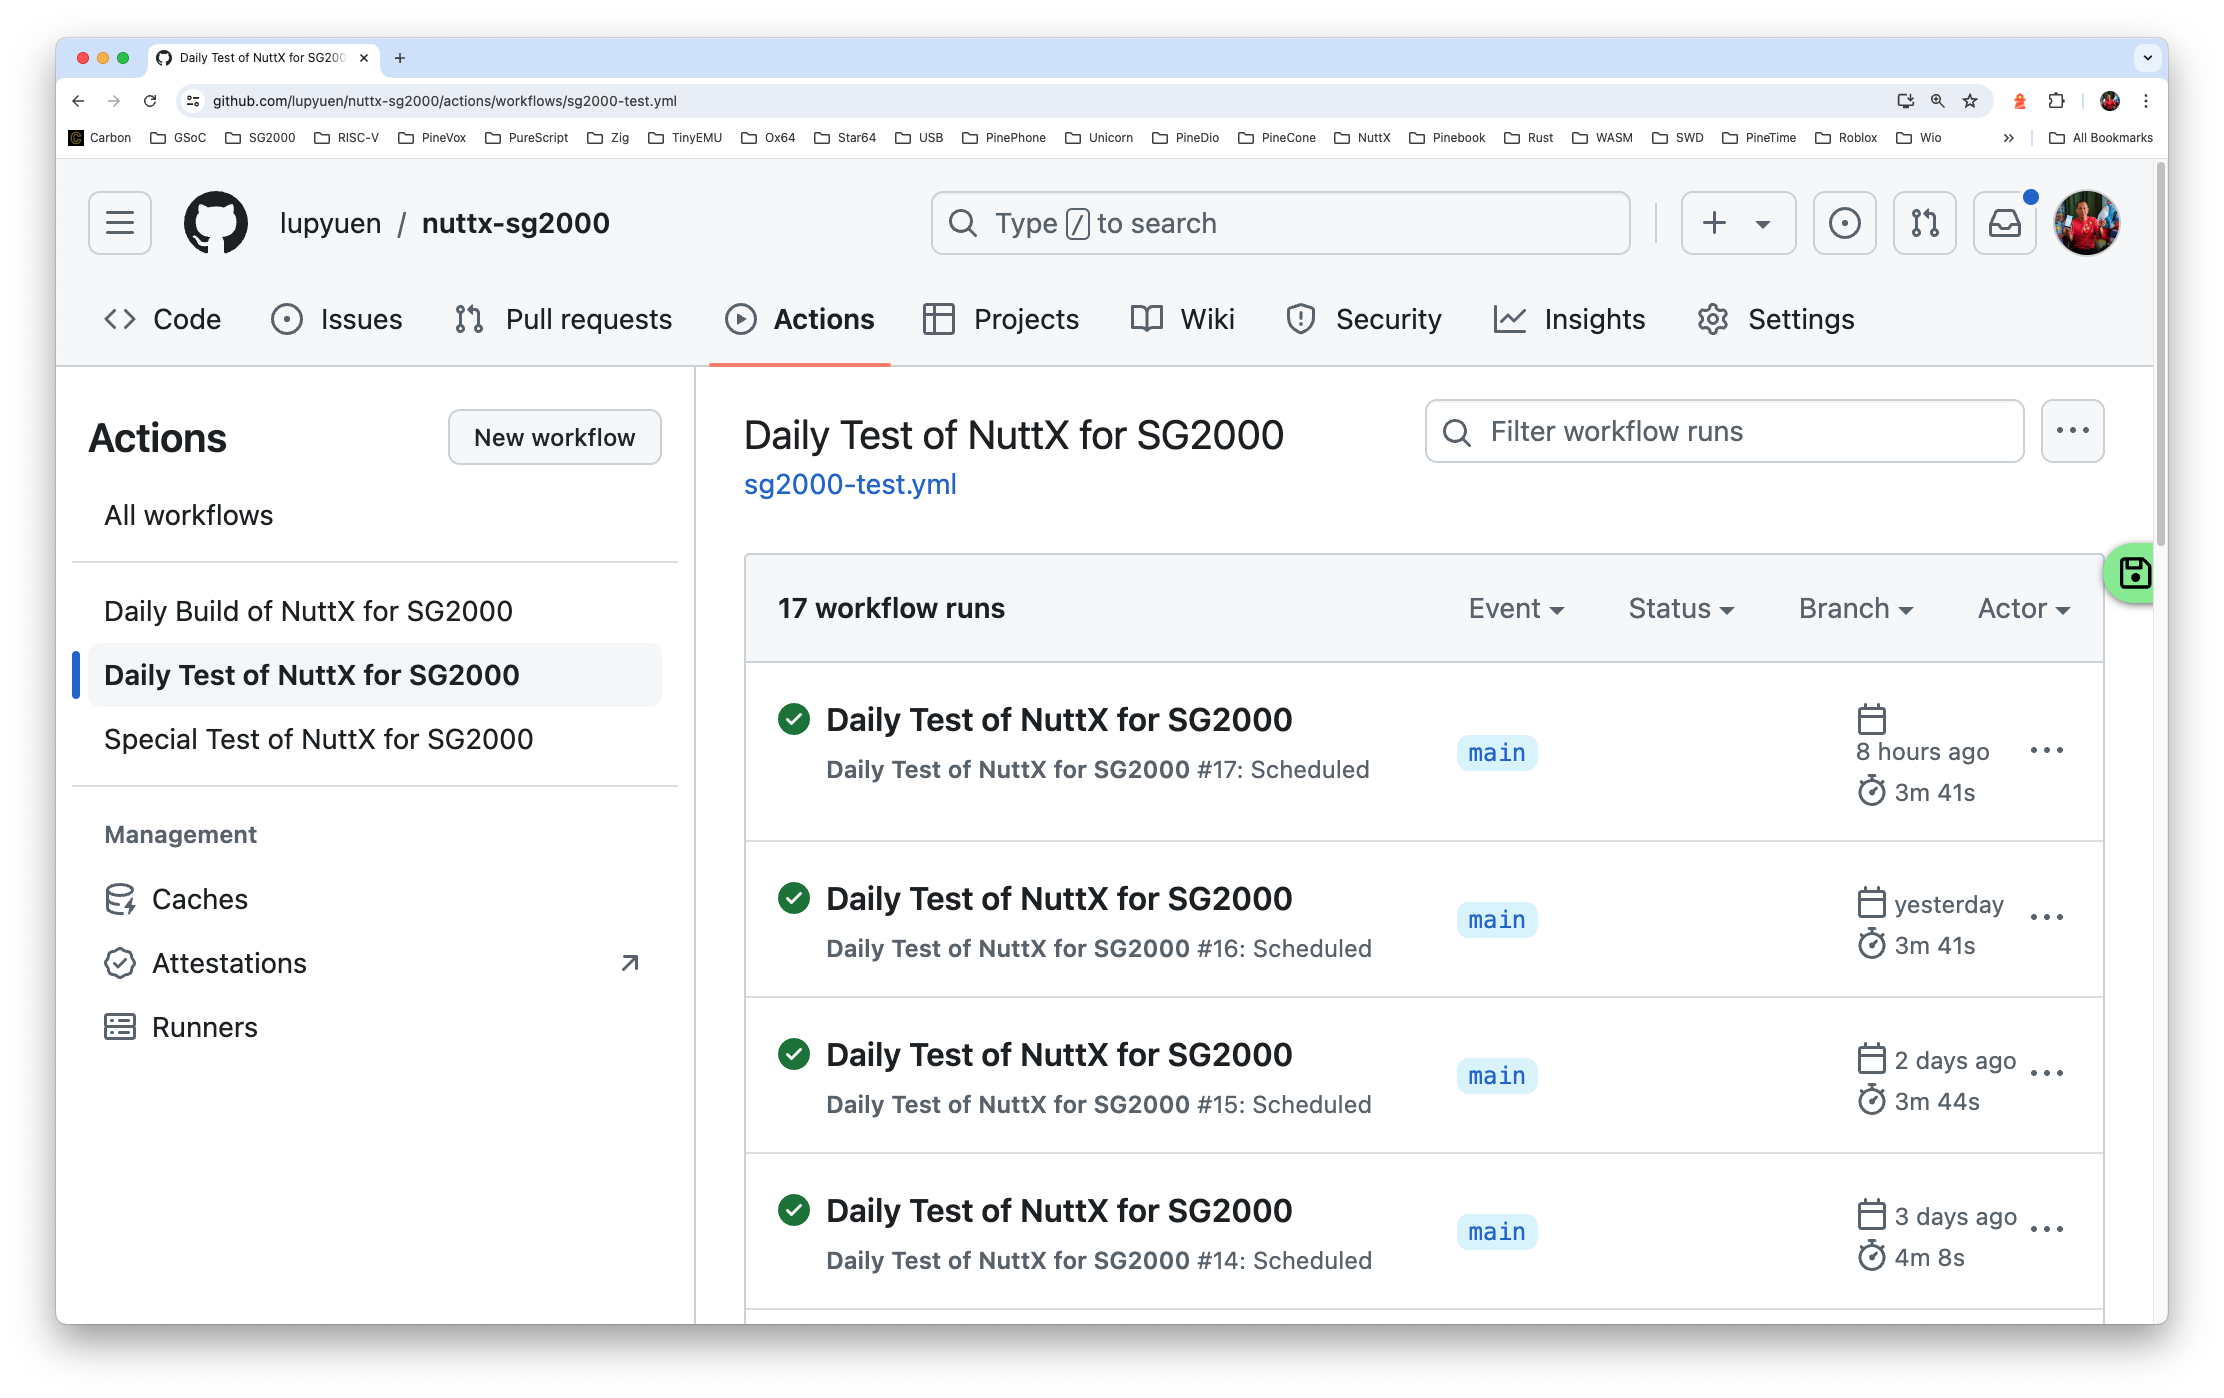 Daily Test of NuttX for SG200
github.com/lupyuen/nuttx-sg2000/actions/workflows/sg2000-test.yml
Carbon GSoC SG2000 RISC-V PineVox PureScript Zig TinyEMU Ox64 Star64 USB PinePhone Unicorn PineDio PineCone NuttX Pinebook Rust WASM SWD PineTime Roblox Wio » All Bookmarks
lupyuen / nuttx-sg2000
Type / to search
Code Issues Pull requests Actions Projects Wiki Security Insights Settings
Actions
New workflow
All workflows
Daily Build of NuttX for SG2000
Daily Test of NuttX for SG2000
Special Test of NuttX for SG2000
Management
Caches
Attestations
Runners
Daily Test of NuttX for SG2000
sg2000-test.yml
Filter workflow runs
17 workflow runs
Event Status Branch Actor
Daily Test of NuttX for SG2000
Daily Test of NuttX for SG2000 #17: Scheduled
main
8 hours ago
3m 41s
Daily Test of NuttX for SG2000
Daily Test of NuttX for SG2000 #16: Scheduled
main
yesterday
3m 41s
Daily Test of NuttX for SG2000
Daily Test of NuttX for SG2000 #15: Scheduled
main
2 days ago
3m 44s
Daily Test of NuttX for SG2000
Daily Test of NuttX for SG2000 #14: Scheduled
main
3 days ago
4m 8s